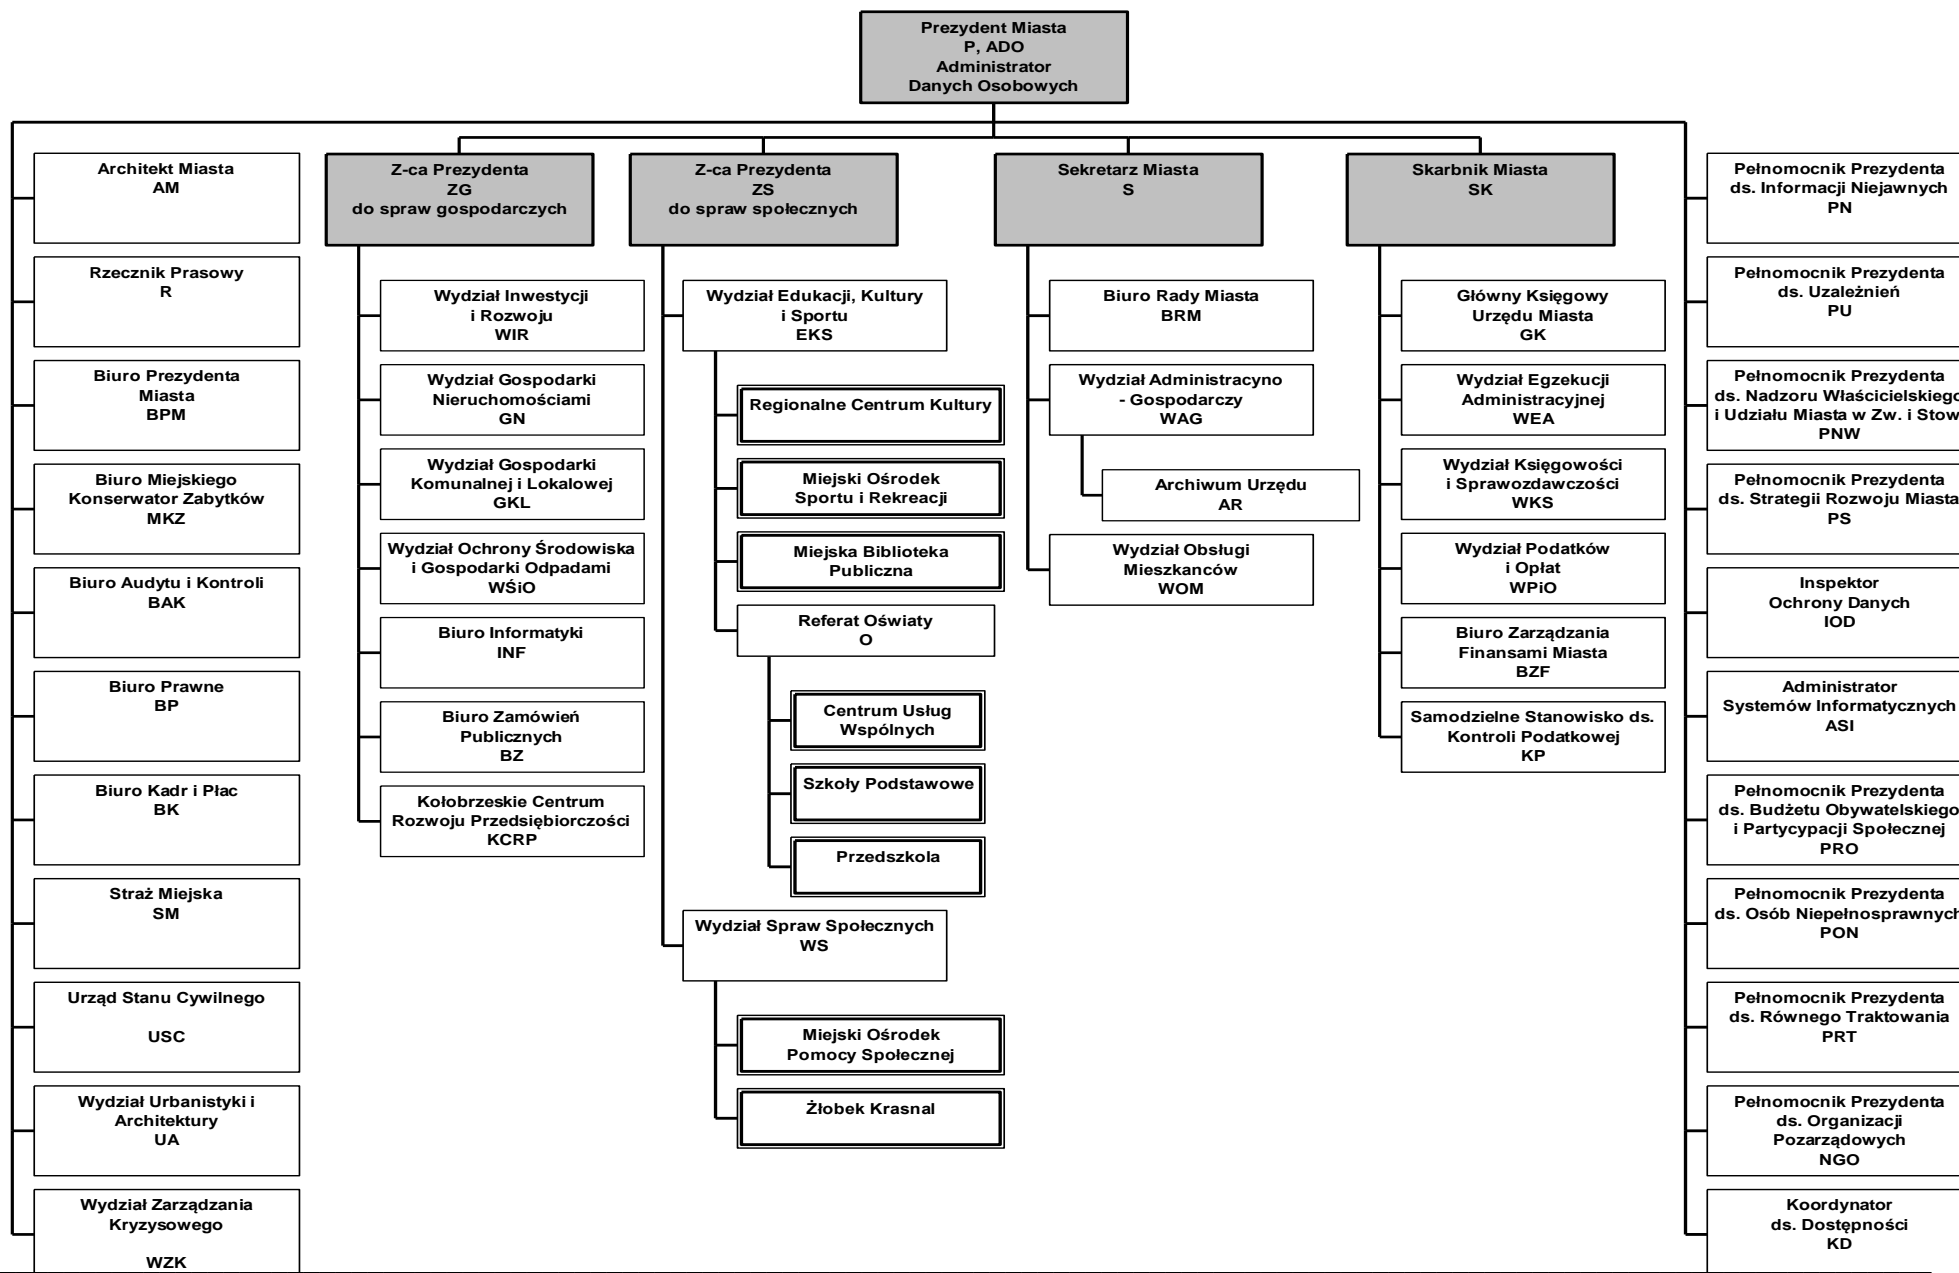 Prezydent Miasta
P, ADO
Administrator
Danych Osobowych
Architekt Miasta
AM
Rzecznik Prasowy
R
Biuro Prezydenta
Miasta
BPM
Biuro Miejskiego
Konserwator Zabytków
MKZ
Biuro Audytu i Kontroli
BAK
Biuro Prawne
BP
Biuro Kadr i Płac
BK
Straż Miejska
SM
Urząd Stanu Cywilnego
USC
Wydział Urbanistyki i
Architektury
UA
Wydział Zarządzania
Kryzysowego
WZK
Z-ca Prezydenta
ZG
do spraw gospodarczych
Wydział Inwestycji
i Rozwoju
WIR
Wydział Gospodarki
Nieruchomościami
GN
Wydział Gospodarki
Komunalnej i Lokalowej
GKL
Wydział Ochrony Środowiska
i Gospodarki Odpadami
WŚiO
Biuro Informatyki
INF
Biuro Zamówień
Publicznych
BZ
Kołobrzeskie Centrum
Rozwoju Przedsiębiorczości
KCRP
Z-ca Prezydenta
ZS
do spraw społecznych
Wydział Edukacji, Kultury
i Sportu
EKS
Regionalne Centrum Kultury
Miejski Ośrodek
Sportu i Rekreacji
Miejska Biblioteka
Publiczna
Referat Oświaty
O
Centrum Usług
Wspólnych
Szkoły Podstawowe
Przedszkola
Wydział Spraw Społecznych
WS
Miejski Ośrodek
Pomocy Społecznej
Żłobek Krasnal
Sekretarz Miasta
S
Biuro Rady Miasta
BRM
Wydział Administracyno
- Gospodarczy
WAG
Archiwum Urzędu
AR
Wydział Obsługi
Mieszkanców
WOM
Skarbnik Miasta
SK
Główny Księgowy
Urzędu Miasta
GK
Wydział Egzekucji
Administracyjnej
WEA
Wydział Księgowości
i Sprawozdawczości
WKS
Wydział Podatków
i Opłat
WPiO
Biuro Zarządzania
Finansami Miasta
BZF
Samodzielne Stanowisko ds.
Kontroli Podatkowej
KP
Pełnomocnik Prezydenta
ds. Informacji Niejawnych
PN
Pełnomocnik Prezydenta
ds. Uzależnień
PU
Pełnomocnik Prezydenta
ds. Nadzoru Właścicielskiego
i Udziału Miasta w Zw. i Stow
PNW
Pełnomocnik Prezydenta
ds. Strategii Rozwoju Miasta
PS
Inspektor
Ochrony Danych
IOD
Administrator
Systemów Informatycznych
ASI
Pełnomocnik Prezydenta
ds. Budżetu Obywatelskiego
i Partycypacji Społecznej
PRO
Pełnomocnik Prezydenta
ds. Osób Niepełnosprawnych
PON
Pełnomocnik Prezydenta
ds. Równego Traktowania
PRT
Pełnomocnik Prezydenta
ds. Organizacji
Pozarządowych
NGO
Koordynator
ds. Dostępności
KD